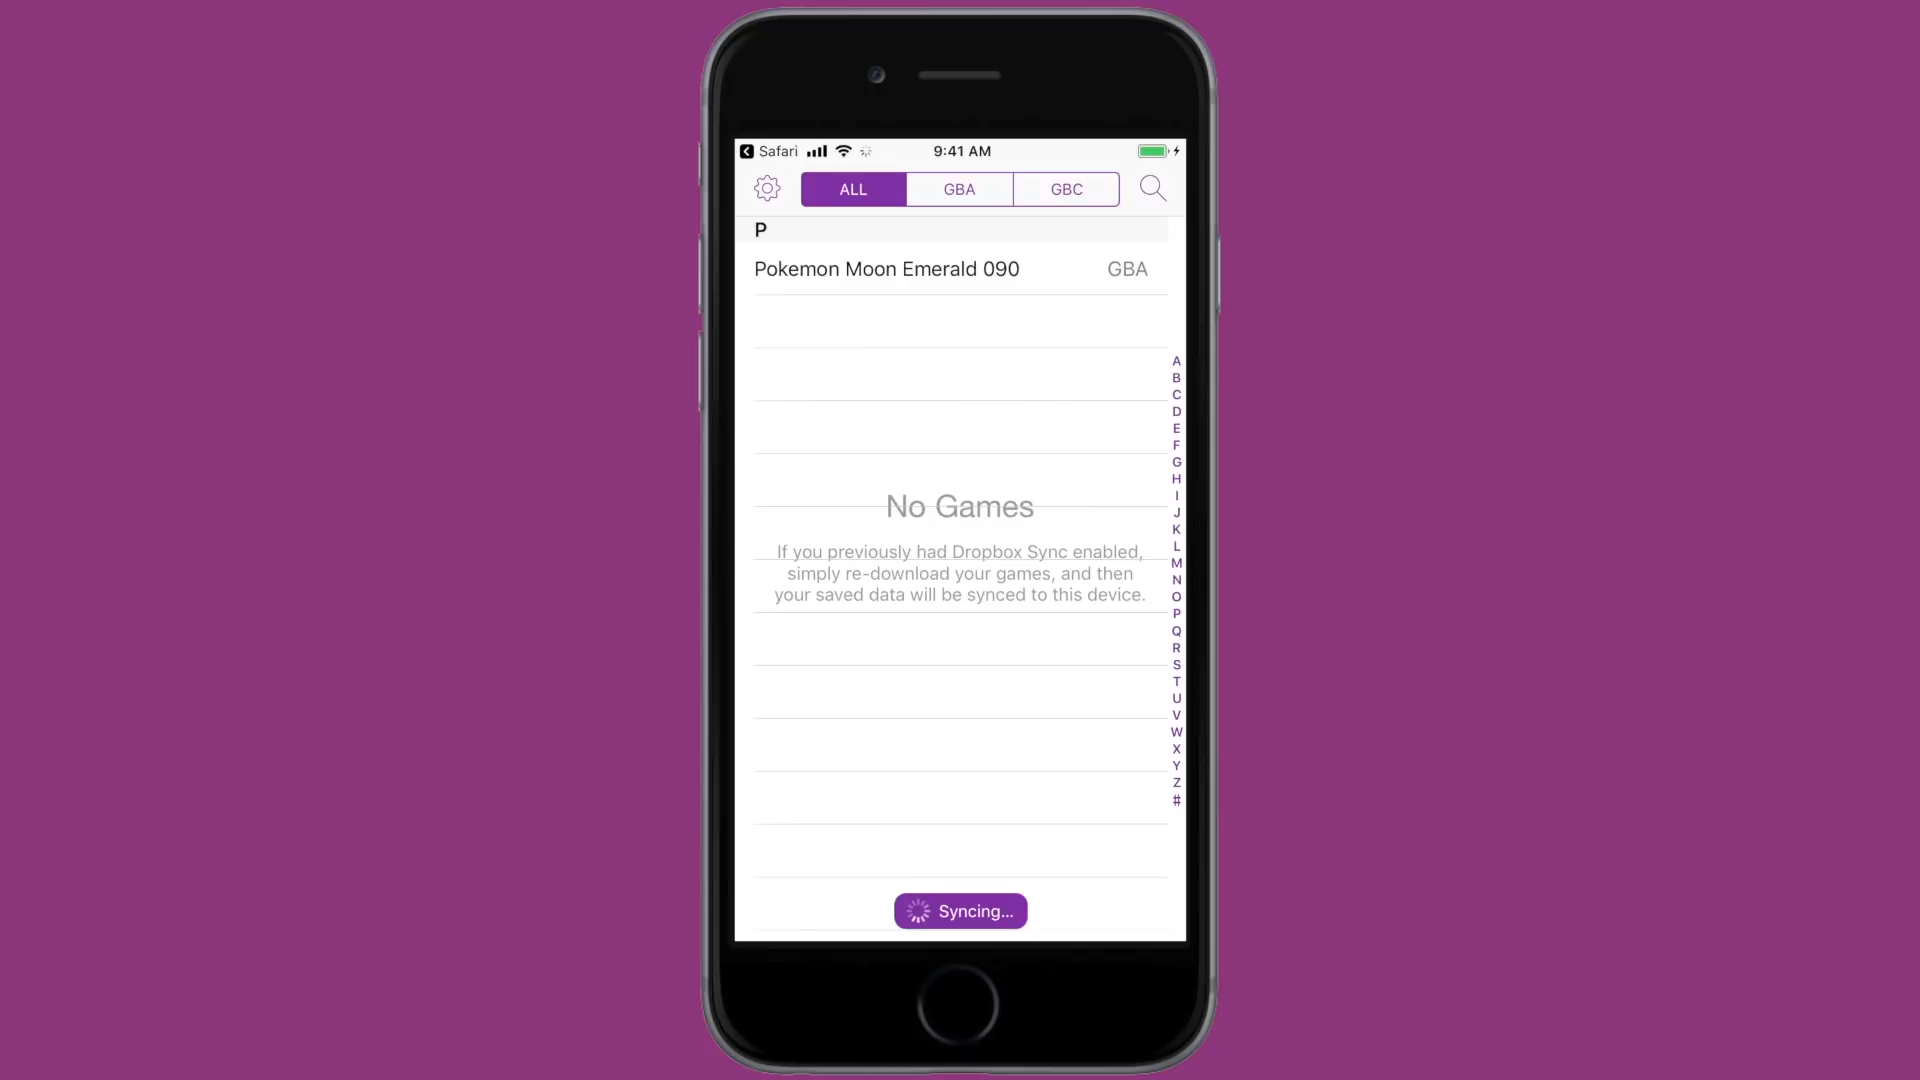 Safari 9:41 AM
ALL GBA GBC
P
Pokemon Moon Emerald 090 GBA
No Games
If you previously had Dropbox Sync enabled,
simply re-download your games, and then
your saved data will be synced to this device.
A
B
C
D
E
F
G
H
I
J
K
L
M
N
O
P
Q
R
S
T
U
V
W
X
Y
Z
#
Syncing...